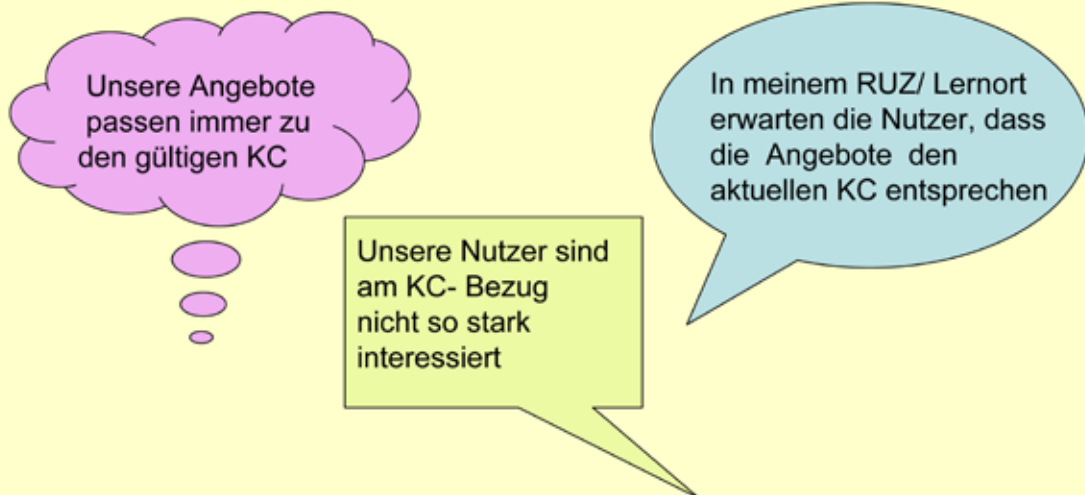 Unsere Angebote
passen immer zu
den gültigen KC
In meinem RUZ/ Lernort
erwarten die Nutzer, dass
die Angebote den
aktuellen KC entsprechen
Unsere Nutzer sind
am KC- Bezug
nicht so stark
interessiert